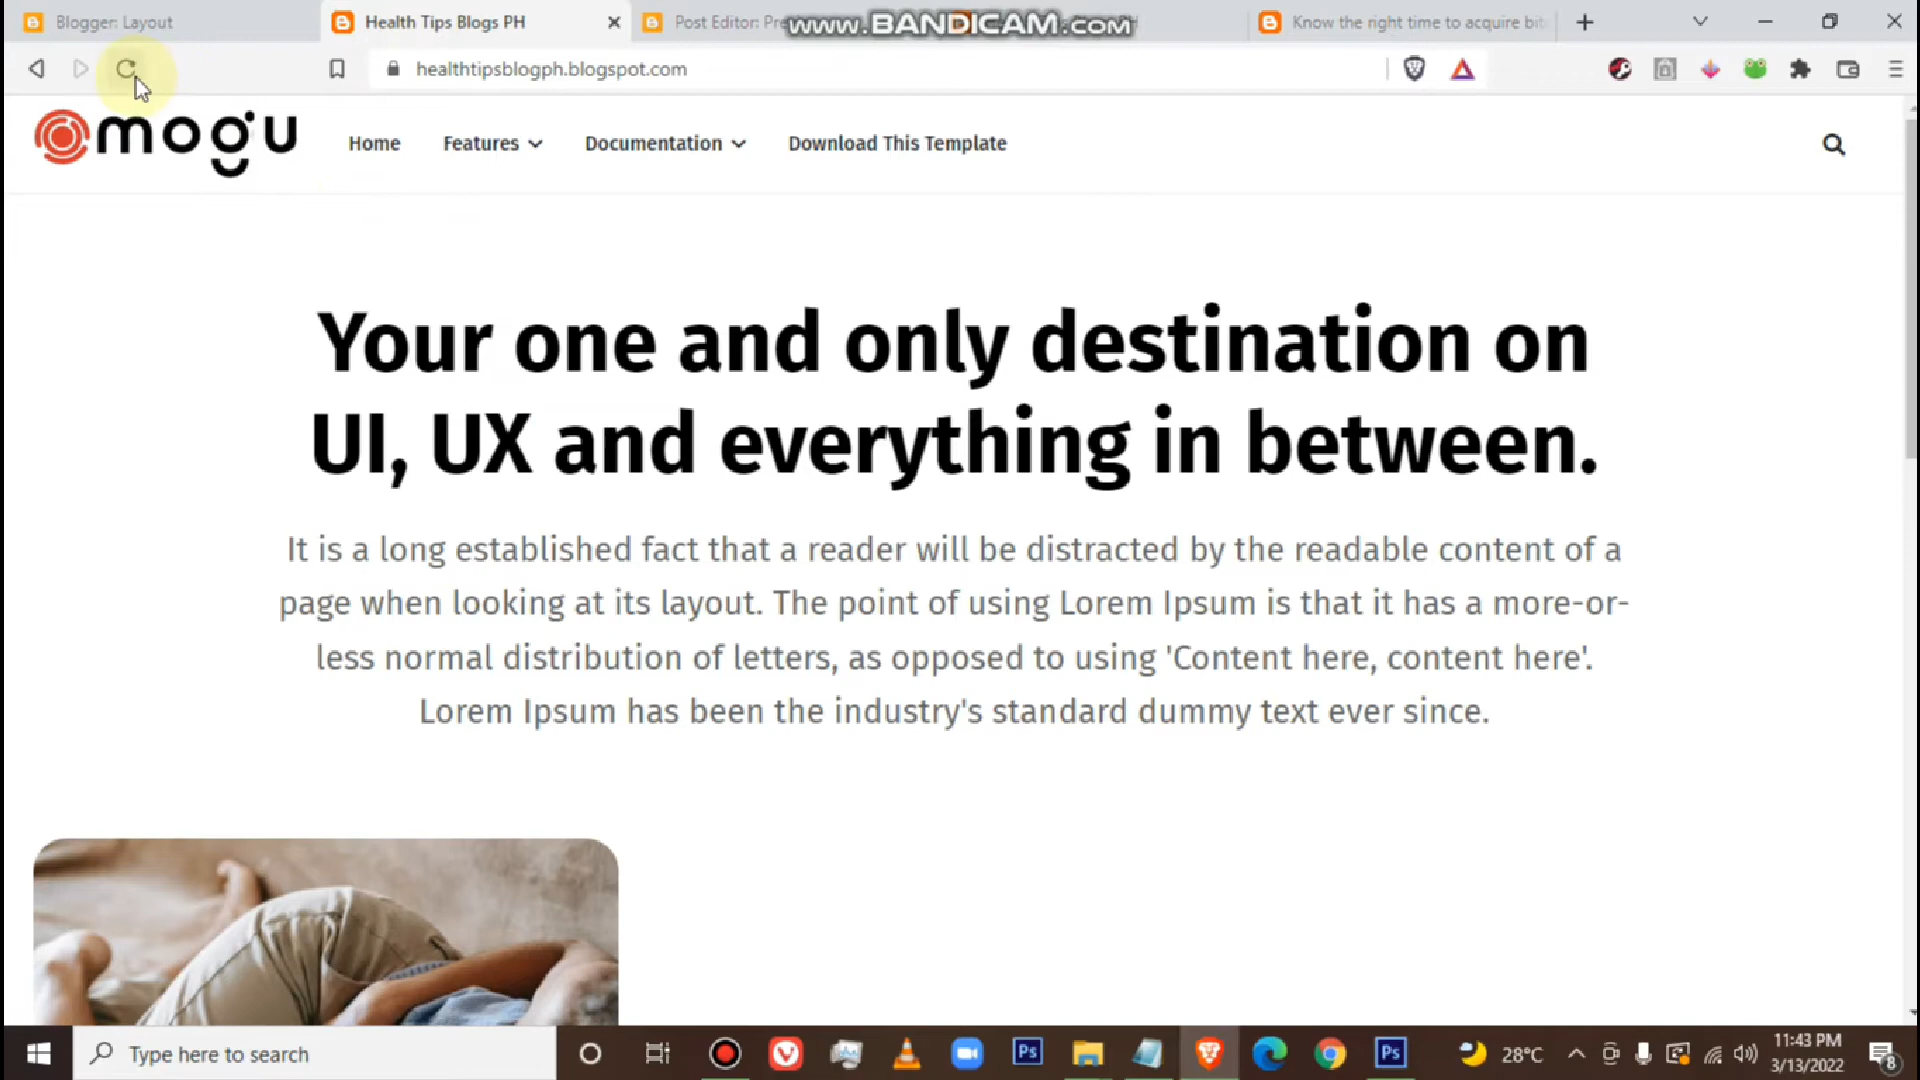 Blogger: Layout
Health Tips Blogs PH
Post Editor: Pre
www.BANDICAM.com
Know the right time to acquire bit
healthtipsblogph.blogspot.com
mogu
Home
Features
Documentation
Download This Template
Your one and only destination on
UI, UX and everything in between.
It is a long established fact that a reader will be distracted by the readable content of a
page when looking at its layout. The point of using Lorem Ipsum is that it has a more-or-
less normal distribution of letters, as opposed to using 'Content here, content here'.
Lorem Ipsum has been the industry's standard dummy text ever since.
Type here to search
Ps
Ps
28°C
11:43 PM
3/13/2022
8